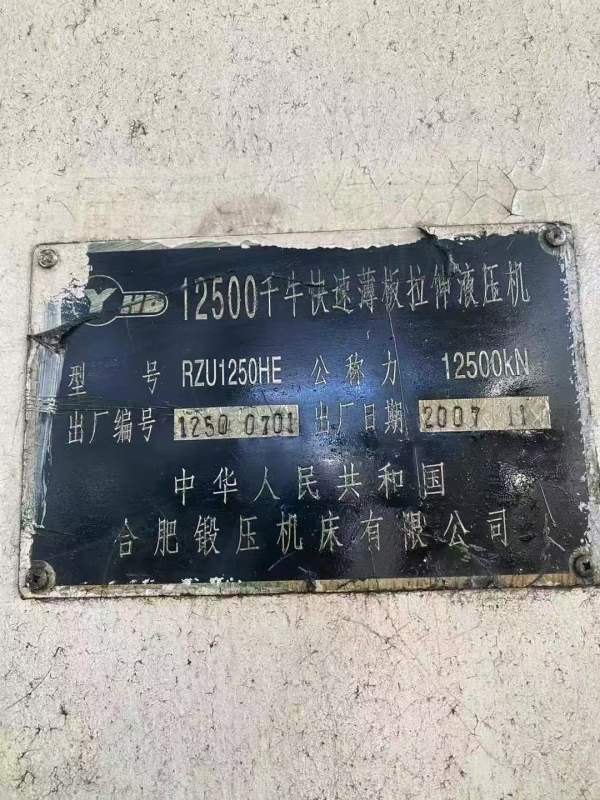 YHB 12500千牛快速薄板拉伸液压机
型号 RZU1250HE 公称力 12500kN
出厂编号 1250 0701 出厂日期 2007 11
中华人民共和国
合肥锻压机床有限公司